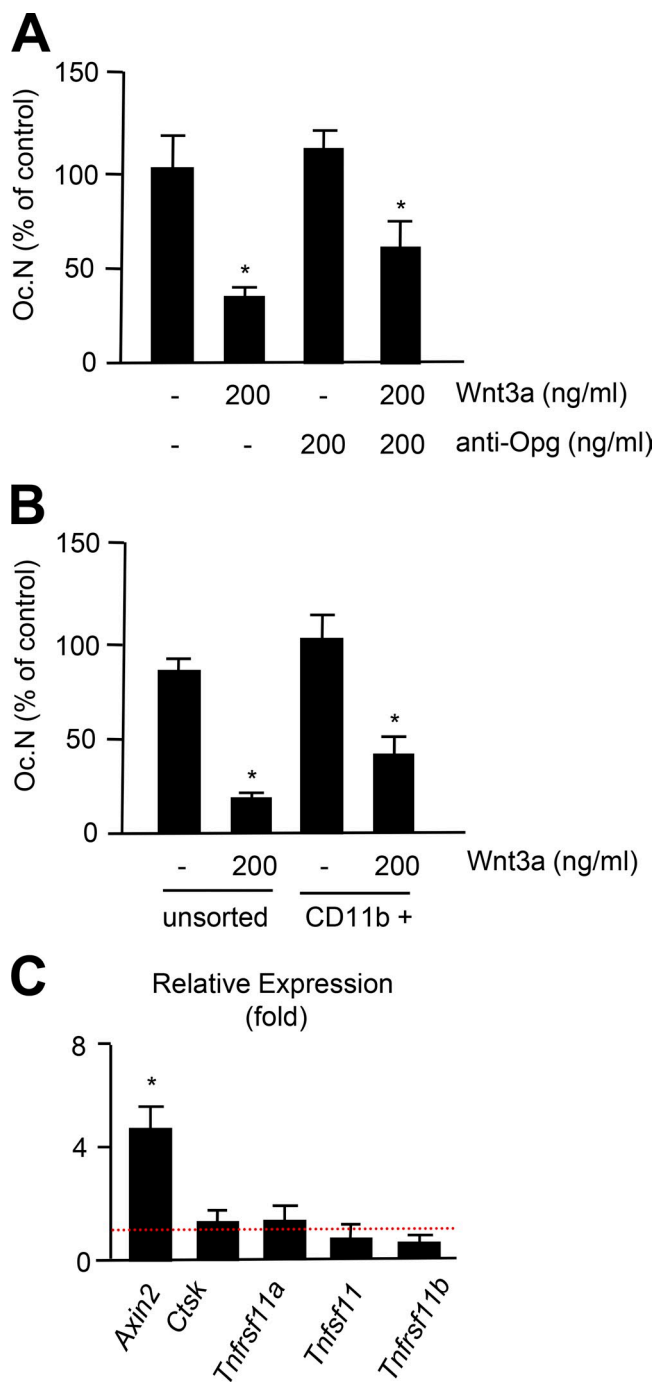 A
Oc.N (% of control)
150
100
50
0
*
*
- 200 - 200 Wnt3a (ng/ml)
- - 200 200 anti-Opg (ng/ml)
B
Oc.N (% of control)
150
100
50
0
*
*
- 200 - 200 Wnt3a (ng/ml)
unsorted CD11b +
C
Relative Expression
(fold)
8
4
0
*
Axin2
Ctsk
Tnfrsf11a
Tnfsf11
Tnfrsf11b